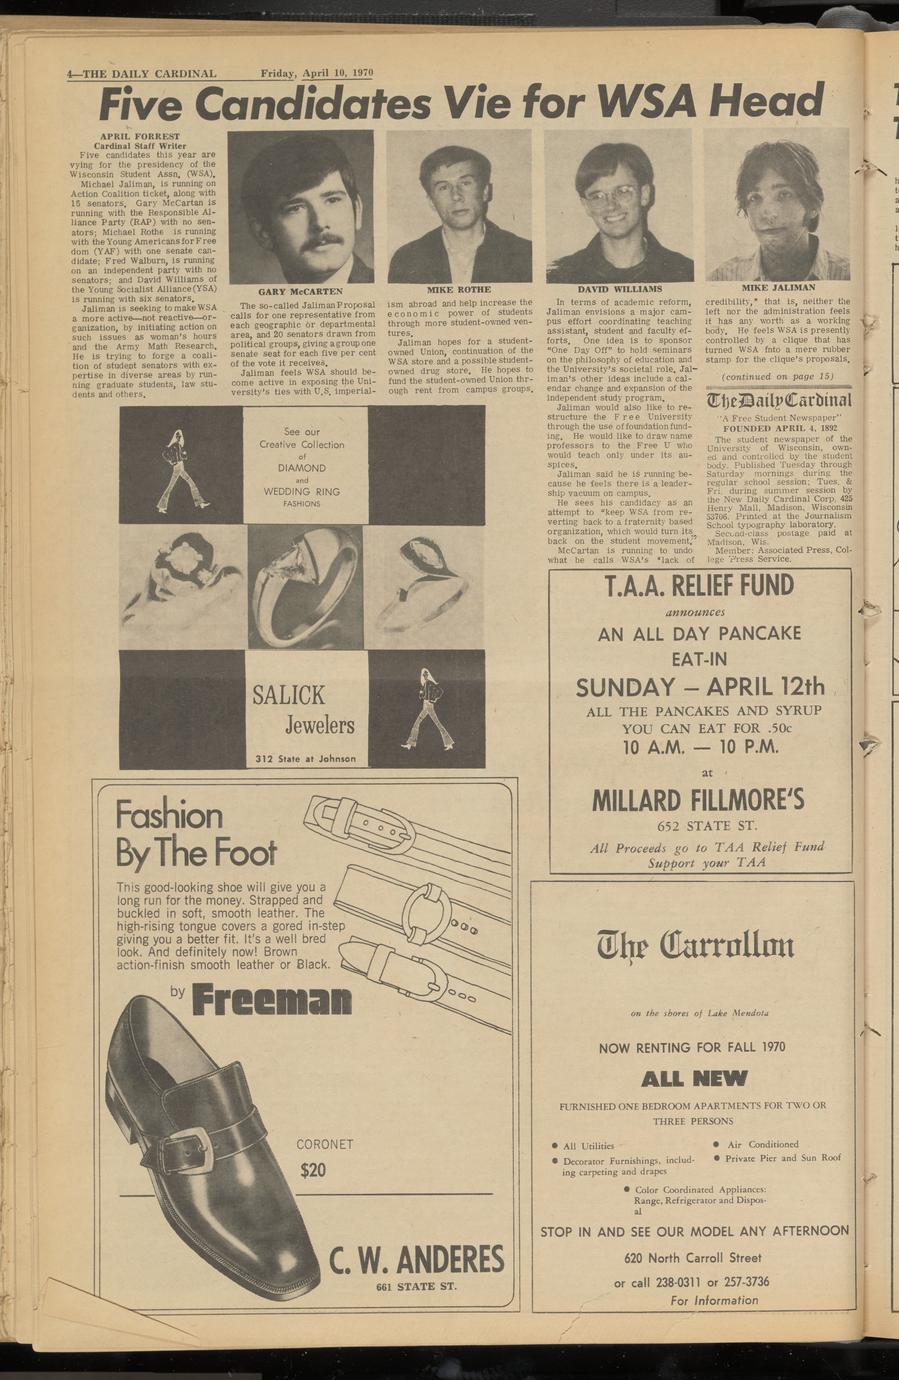 4—THE DAILY CARDINAL Friday, April 10, 1970
Five Candidates Vie for WSA Head
APRIL FORREST
Cardinal Staff Writer
Five candidates this year are
vying for the presidency of the
Wisconsin Student Assn. (WSA).
Michael Jaliman, is running on
Action Coalition ticket, along with
15 senators. Gary McCartan is
running with the Responsible Al-
liance Party (RAP) with no sen-
ators; Michael Rothe is running
with the Young Americans for Free
dom (YAF) with one senate can-
didate; Fred Walburn, is running
on an independent party with no
senators; and David Williams of
the Young Socialist Alliance (YSA)
is running with six senators.
Jaliman is seeking to make WSA
a more active—not reactive—or-
ganization, by initiating action on
such issues as woman's hours
and the Army Math Research.
He is trying to forge a coali-
tion of student senators with ex-
pertise in diverse areas by run-
ning graduate students, law stu-
dents and others.
GARY McCARTEN
The so-called Jaliman Proposal
calls for one representative from
each geographic or departmental
area, and 20 senators drawn from
political groups, giving a group one
senate seat for each five per cent
of the vote it receives.
Jaliman feels WSA should be-
come active in exposing the Uni-
versity's ties with U.S. imperial-
MIKE ROTHE
ism abroad and help increase the
economic power of students
through more student-owned ven-
tures.
Jaliman hopes for a student-
owned Union, continuation of the
WSA store and a possible student-
owned drug store. He hopes to
fund the student-owned Union thr-
ough rent from campus groups.
DAVID WILLIAMS
In terms of academic reform,
Jaliman envisions a major cam-
pus effort coordinating teaching
assistant, student and faculty ef-
forts. One idea is to sponsor
"One Day Off" to hold seminars
on the philosophy of education and
the University's societal role. Jal-
iman's other ideas include a cal-
endar change and expansion of the
independent study program.
Jaliman would also like to re-
structure the Free University
through the use of foundation fund-
ing. He would like to draw name
professors to the Free U who
would teach only under its au-
spices.
Jaliman said he is running be-
cause he feels there is a leader-
ship vacuum on campus.
He sees his candidacy as an
attempt to "keep WSA from re-
verting back to a fraternity based
organization, which would turn its
back on the student movement."
McCartan is running to undo
what he calls WSA's "lack of
MIKE JALIMAN
credibility," that is, neither the
left nor the administration feels
it has any worth as a working
body. He feels WSA is presently
controlled by a clique that has
turned WSA fnto a mere rubber
stamp for the clique's proposals.
(continued on page 15)
The Daily Cardinal
"A Free Student Newspaper"
FOUNDED APRIL 4, 1892
The student newspaper of the
University of Wisconsin, own-
ed and controlled by the student
body. Published Tuesday through
Saturday mornings during the
regular school session; Tues. &
Fri. during summer session by
the New Daily Cardinal Corp. 425
Henry Mall, Madison, Wisconsin
53706. Printed at the Journalism
School typography laboratory.
Second-class postage paid at
Madison, Wis.
Member: Associated Press, Col-
lege Press Service.
See our
Creative Collection
of
DIAMOND
and
WEDDING RING
FASHIONS
SALICK
Jewelers
312 State at Johnson
T.A.A. RELIEF FUND
announces
AN ALL DAY PANCAKE
EAT-IN
SUNDAY — APRIL 12th
ALL THE PANCAKES AND SYRUP
YOU CAN EAT FOR .50c
10 A.M. — 10 P.M.
at
MILLARD FILLMORE'S
652 STATE ST.
All Proceeds go to TAA Relief Fund
Support your TAA
Fashion
By The Foot
This good-looking shoe will give you a
long run for the money. Strapped and
buckled in soft, smooth leather. The
high-rising tongue covers a gored in-step
giving you a better fit. It's a well bred
look. And definitely now! Brown
action-finish smooth leather or Black.
by Freeman
CORONET
$20
C. W. ANDERES
661 STATE ST.
The Carrollon
on the shores of Lake Mendota
NOW RENTING FOR FALL 1970
ALL NEW
FURNISHED ONE BEDROOM APARTMENTS FOR TWO OR
THREE PERSONS
● All Utilities
● Decorator Furnishings, includ-
ing carpeting and drapes
● Air Conditioned
● Private Pier and Sun Roof
● Color Coordinated Appliances:
Range, Refrigerator and Dispos-
al
STOP IN AND SEE OUR MODEL ANY AFTERNOON
620 North Carroll Street
or call 238-0311 or 257-3736
For Information